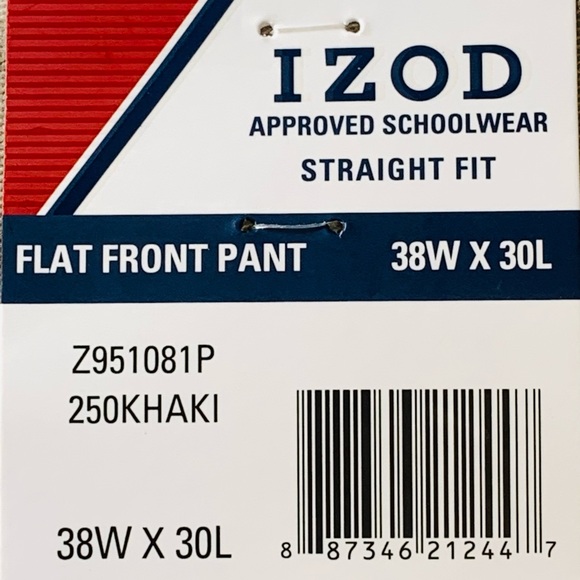 IZOD
APPROVED SCHOOLWEAR
STRAIGHT FIT
FLAT FRONT PANT 38W X 30L
Z951081P
250KHAKI
38W X 30L
8 87346 21244 7